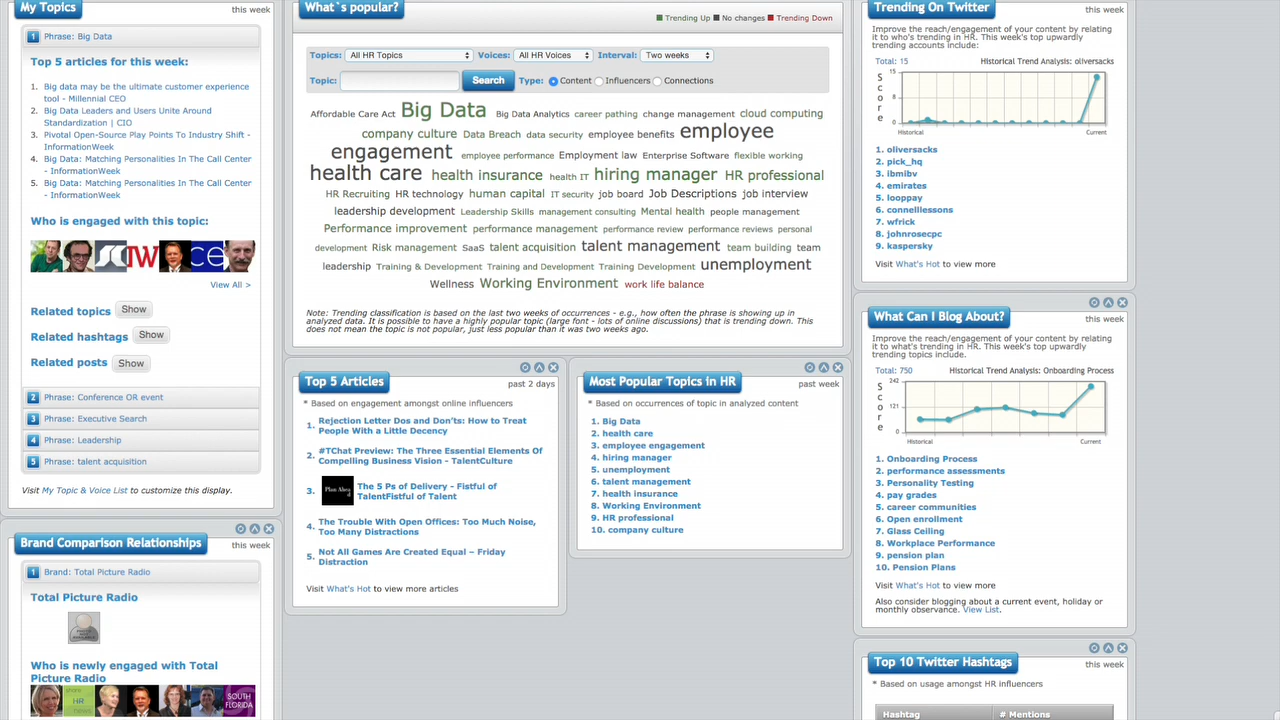 My Topics
this week
1 Phrase: Big Data
Top 5 articles for this week:
1. Big data may be the ultimate customer experience
tool - Millennial CEO
2. Big Data Leaders and Users Unite Around
Standardization | CIO
3. Pivotal Open-Source Play Points To Industry Shift -
InformationWeek
4. Big Data: Matching Personalities In The Call Center
- InformationWeek
5. Big Data: Matching Personalities In The Call Center
- InformationWeek
Who is engaged with this topic:
View All >
Related topics Show
Related hashtags Show
Related posts Show
2 Phrase: Conference OR event
3 Phrase: Executive Search
4 Phrase: Leadership
5 Phrase: talent acquisition
Visit My Topic & Voice List to customize this display.
Brand Comparison Relationships
this week
1 Brand: Total Picture Radio
Total Picture Radio
Who is newly engaged with Total
Picture Radio
share
HR
SOUTH
FLORIDA
What`s popular?
Trending Up No changes Trending Down
Topics: All HR Topics Voices: All HR Voices Interval: Two weeks
Topic: Search Type: Content Influencers Connections
Affordable Care Act Big Data Big Data Analytics career pathing change management cloud computing
company culture Data Breach data security employee benefits employee
engagement employee performance Employment law Enterprise Software flexible working
health care health insurance health IT hiring manager HR professional
HR Recruiting HR technology human capital IT security job board Job Descriptions job interview
leadership development Leadership Skills management consulting Mental health people management
Performance improvement performance management performance review performance reviews personal
development Risk management SaaS talent acquisition talent management team building team
leadership Training & Development Training and Development Training Development unemployment
Wellness Working Environment work life balance
Note: Trending classification is based on the last two weeks of occurrences - e.g., how often the phrase is showing up in
analyzed data. It is possible to have a highly popular topic (large font - lots of online discussions) that is trending down. This
does not mean the topic is not popular, just less popular than it was two weeks ago.
Top 5 Articles
past 2 days
* Based on engagement amongst online influencers
1. Rejection Letter Dos and Don'ts: How to Treat
People With a Little Decency
2. #TChat Preview: The Three Essential Elements Of
Compelling Business Vision - TalentCulture
3. The 5 Ps of Delivery - Fistful of
TalentFistful of Talent
4. The Trouble With Open Offices: Too Much Noise,
Too Many Distractions
5. Not All Games Are Created Equal – Friday
Distraction
Visit What's Hot to view more articles
Most Popular Topics in HR
past week
* Based on occurrences of topic in analyzed content
1. Big Data
2. health care
3. employee engagement
4. hiring manager
5. unemployment
6. talent management
7. health insurance
8. Working Environment
9. HR professional
10. company culture
Trending On Twitter
this week
Improve the reach/engagement of your content by relating
it to who's trending in HR. This week's top upwardly
trending accounts include:
Total: 15 Historical Trend Analysis: oliversacks
Score
15
8
0
Historical Current
1. oliversacks
2. pick_hq
3. ibmibv
4. emirates
5. looppay
6. connelllessons
7. wfrick
8. johnrosecpc
9. kaspersky
Visit What's Hot to view more
What Can I Blog About?
this week
Improve the reach/engagement of your content by relating
it to what's trending in HR. This week's top upwardly
trending topics include.
Total: 750 Historical Trend Analysis: Onboarding Process
Score
242
121
0
Historical Current
1. Onboarding Process
2. performance assessments
3. Personality Testing
4. pay grades
5. career communities
6. Open enrollment
7. Glass Ceiling
8. Workplace Performance
9. pension plan
10. Pension Plans
Visit What's Hot to view more
Also consider blogging about a current event, holiday or
monthly observance. View List.
Top 10 Twitter Hashtags
this week
* Based on usage amongst HR influencers
Hashtag # Mentions